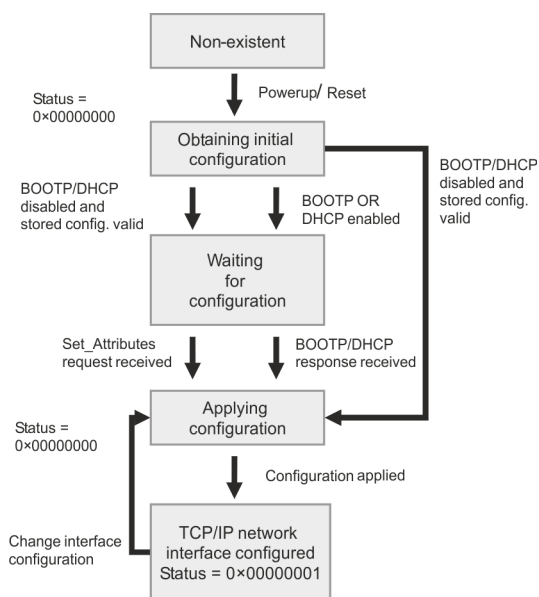 Non-existent
Powerup/ Reset
Status =
0×00000000
Obtaining initial
configuration
BOOTP/DHCP
disabled and
stored config. valid
BOOTP OR
DHCP enabled
BOOTP/DHCP
disabled and
stored config.
valid
Waiting
for
configuration
Set_Attributes
request received
BOOTP/DHCP
response received
Applying
configuration
Status =
0×00000000
Configuration applied
Change interface
configuration
TCP/IP network
interface configured
Status = 0×00000001